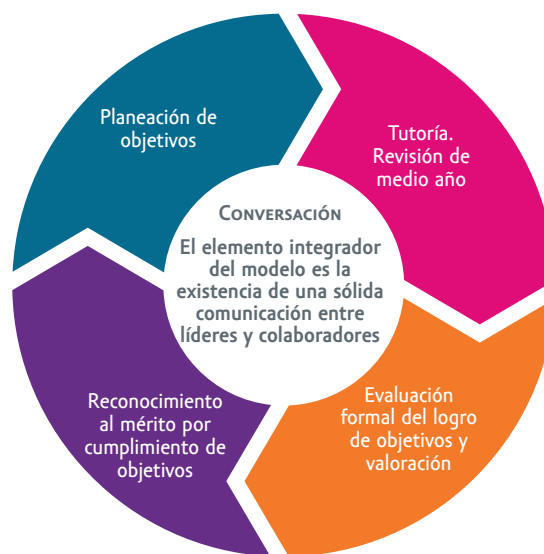 Planeación de
objetivos
Tutoría.
Revisión de
medio año
CONVERSACIÓN
El elemento integrador
del modelo es la
existencia de una sólida
comunicación entre
líderes y colaboradores
Evaluación
formal del logro
de objetivos y
valoración
Reconocimiento
al mérito por
cumplimiento de
objetivos